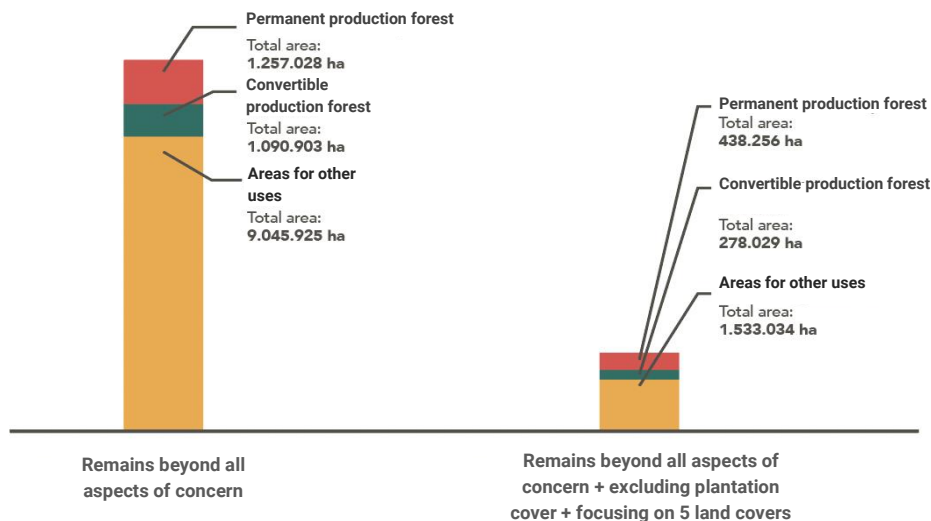 Permanent production forest
Total area:
1.257.028 ha
Convertible
production forest
Total area:
1.090.903 ha
Areas for other
uses
Total area:
9.045.925 ha
Permanent production forest
Total area:
438.256 ha
Convertible production forest
Total area:
278.029 ha
Areas for other uses
Total area:
1.533.034 ha
Remains beyond all
aspects of concern
Remains beyond all aspects of
concern + excluding plantation
cover + focusing on 5 land covers